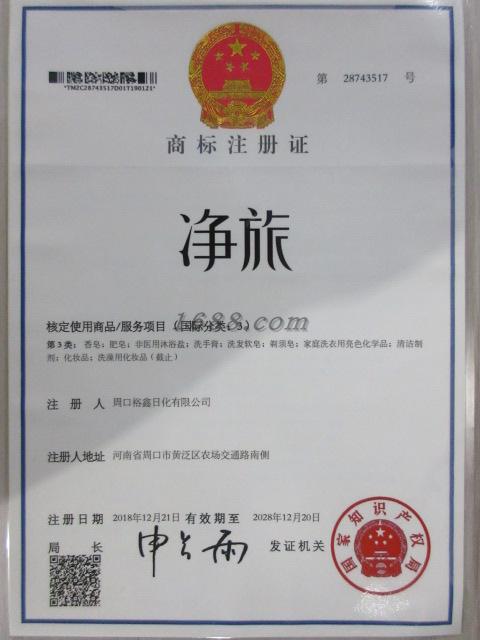 *TMZC28743517D01T190121*
第 28743517 号
商标注册证
净旅
核定使用商品/服务项目（国际分类：3）
1688.com
第3类：香皂；肥皂；非医用沐浴盐；洗手膏；洗发软皂；剃须皂；家庭洗衣用亮色化学品；清洁制
剂；化妆品；洗澡用化妆品（截止）
注 册 人 周口裕鑫日化有限公司
注册人地址 河南省周口市黄泛区农场交通路南侧
注册日期 2018年12月21日 有效期至 2028年12月20日
局 长 申长雨 发证机关
国家知识产权局